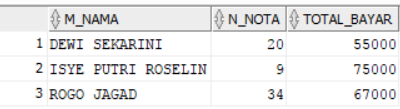 M_NAMA N_NOTA TOTAL_BAYAR
1 DEWI SEKARINI 20 55000
2 ISYE PUTRI ROSELIN 9 75000
3 ROGO JAGAD 34 67000